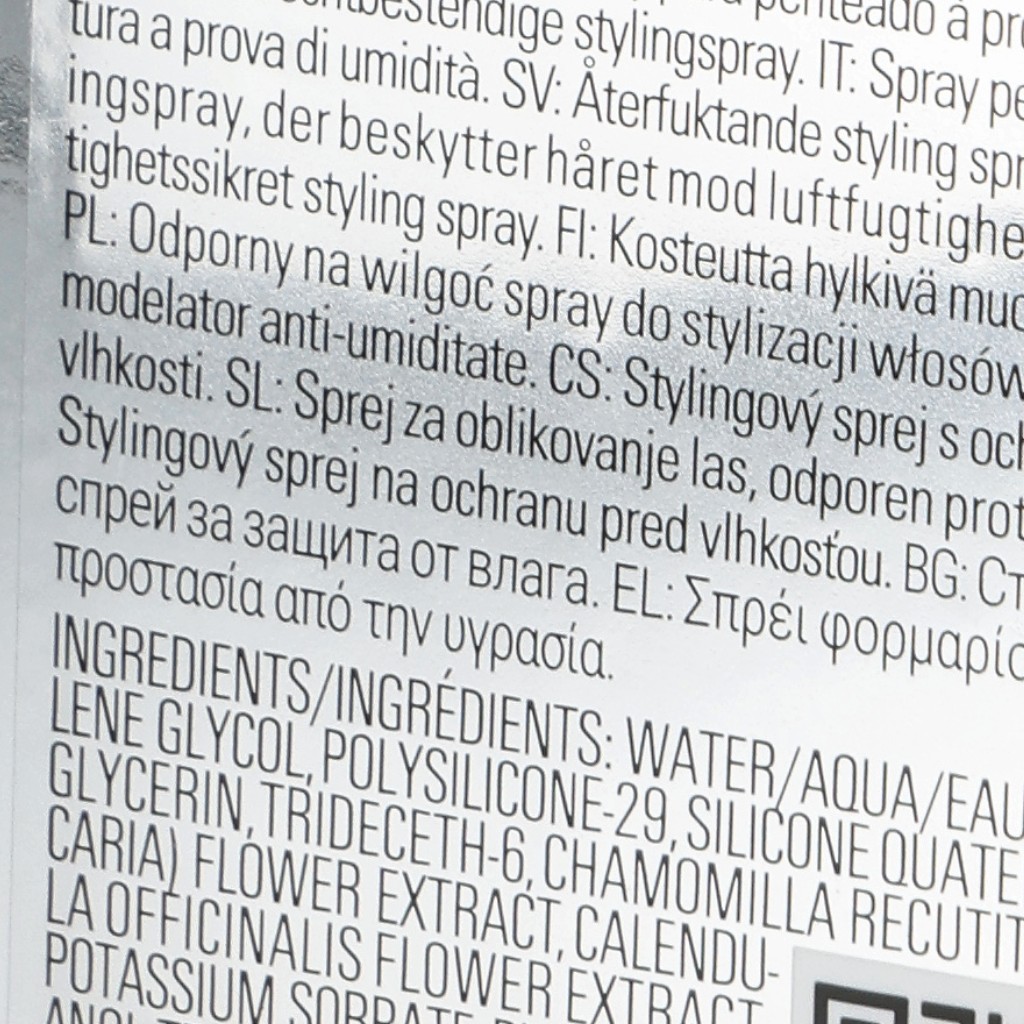 stylingspray. IT: Spray
tura a prova di umidità. SV: Återfuktande styling
ingspray, der beskytter håret mod
tighetssikret styling spray. FI: Kosteutta hylkivä
PL: Odporny na wilgoć spray do stylizacji włosów
modelator anti-umiditate. CS: Stylingový sprej s
vlhkosti. SL: Sprej za oblikovanje las, odporen
Stylingový sprej na ochranu pred vlhkosťou. BG:
спрей за защита от влага. EL: Σπρέι
προστασία από την υγρασία.
INGREDIENTS/INGRÉDIENTS: WATER/AQUA/EAU
LENE GLYCOL, POLYSILICONE-29, SILICONE
GLYCERIN, TRIDECETH-6, CHAMOMILLA
CARIA) FLOWER EXTRACT, CALENDU-
LA OFFICINALIS FLOWER EXTRACT,
POTASSIUM